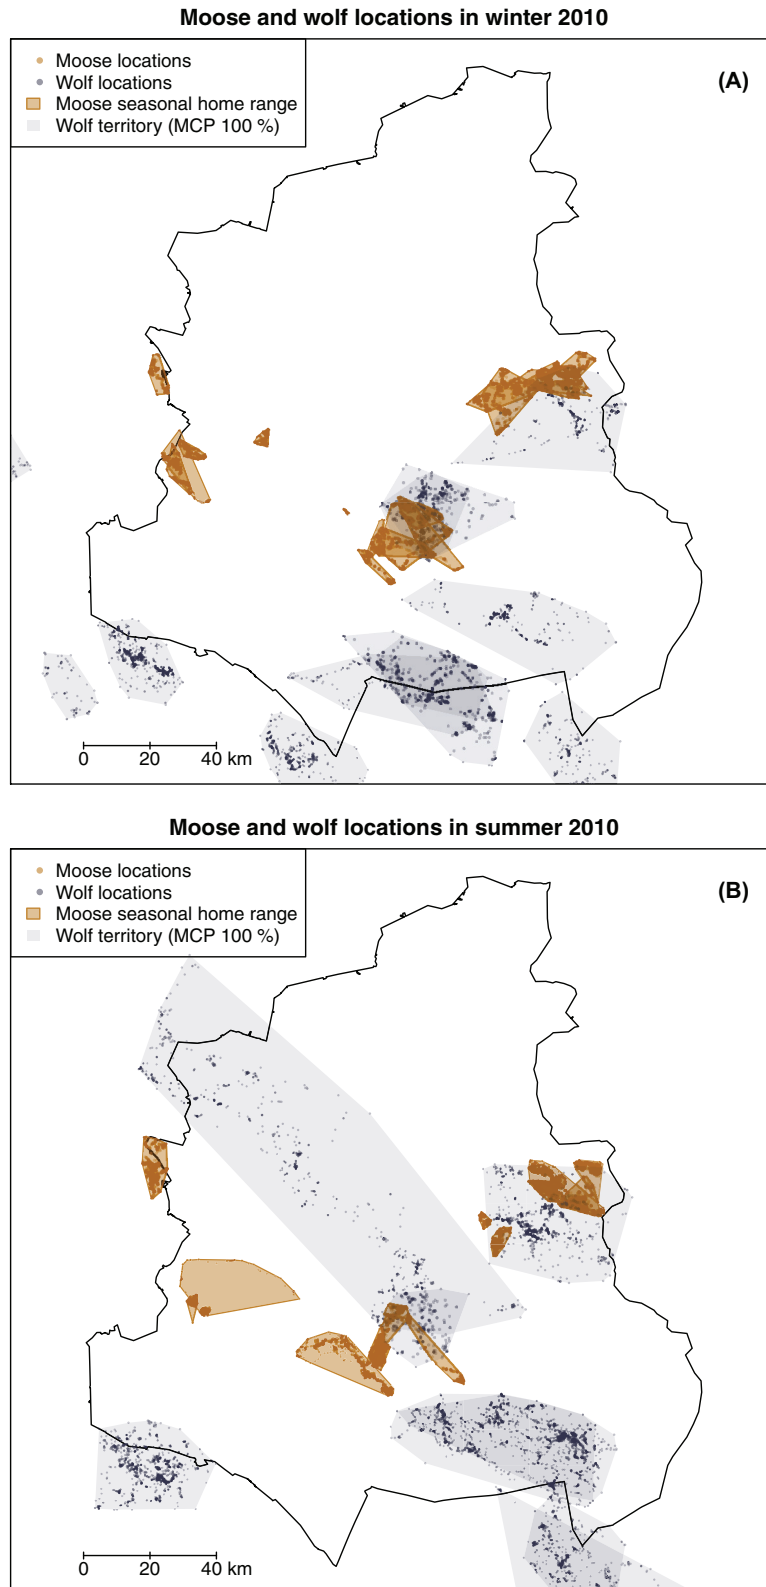 Moose and wolf locations in winter 2010
Moose locations
Wolf locations
Moose seasonal home range
Wolf territory (MCP 100 %)
(A)
0 20 40 km
Moose and wolf locations in summer 2010
Moose locations
Wolf locations
Moose seasonal home range
Wolf territory (MCP 100 %)
(B)
0 20 40 km